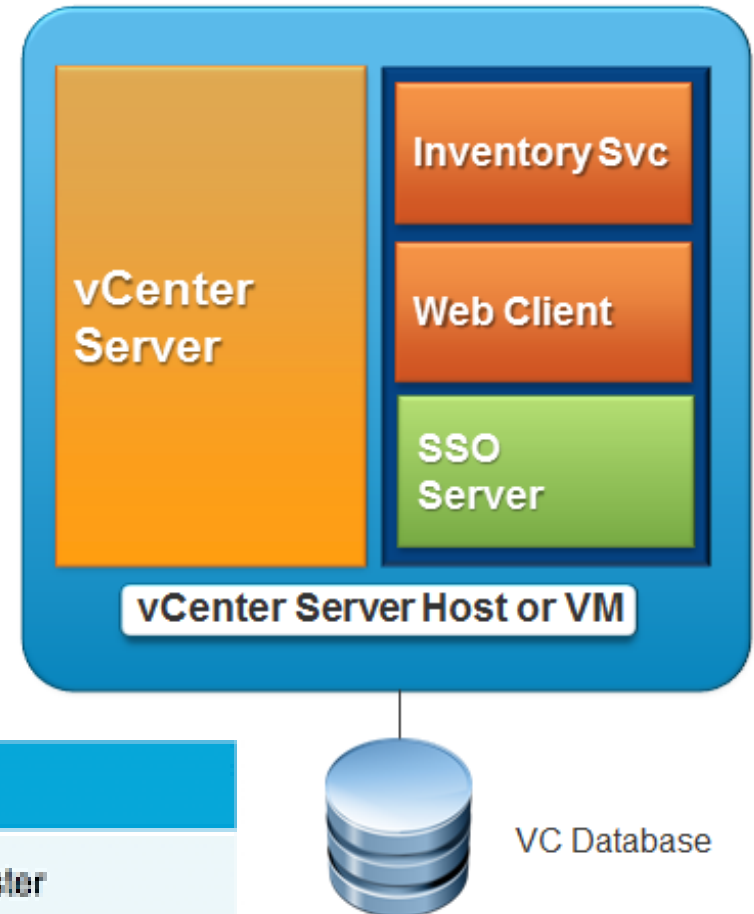 vCenter
Server
Inventory Svc
Web Client
SSO
Server
vCenter Server Host or VM
VC Database